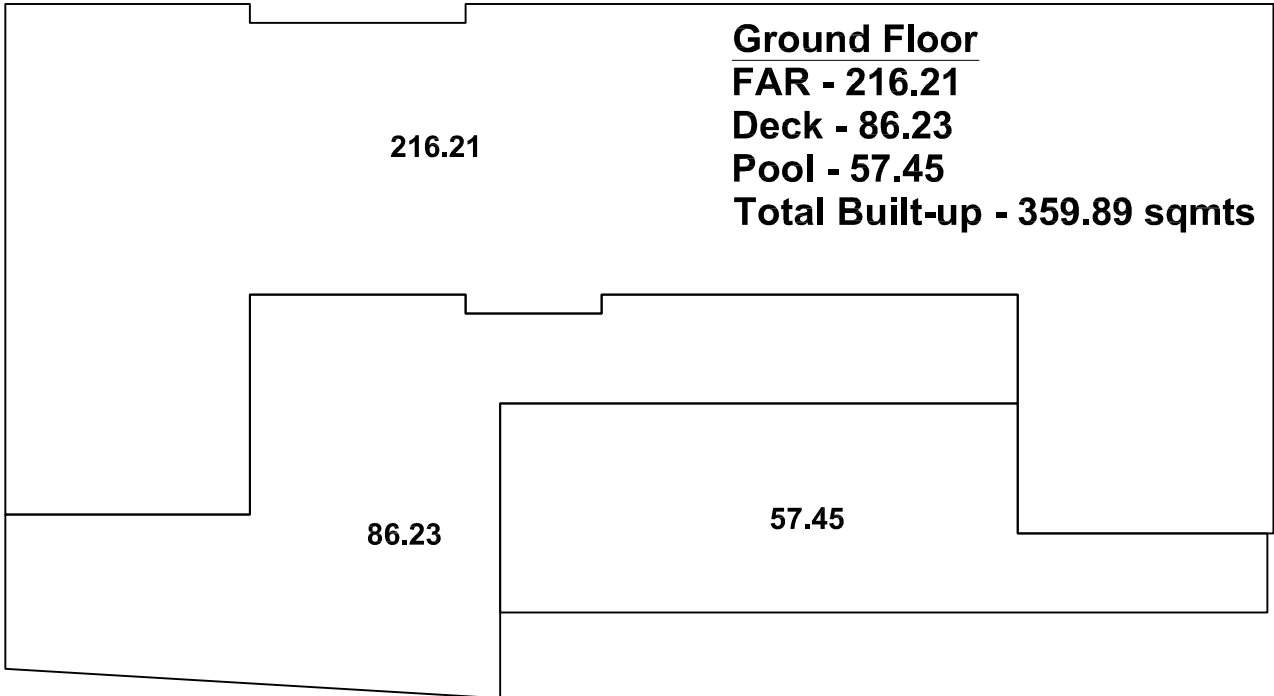 Ground Floor
FAR - 216.21
Deck - 86.23
Pool - 57.45
Total Built-up - 359.89 sqmts
216.21
86.23
57.45